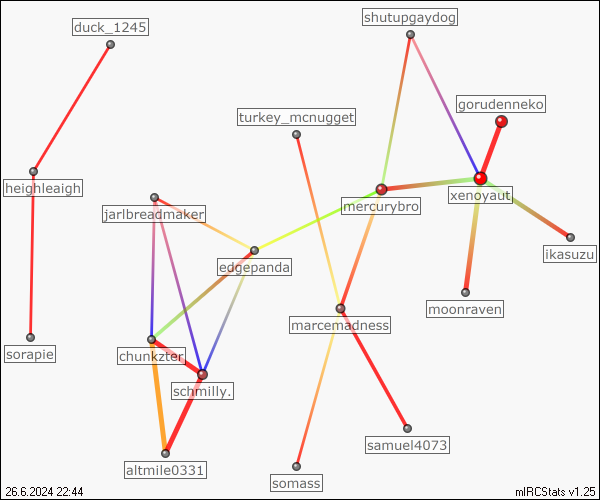 shutupgaydog
duck_1245
gorudenneko
turkey_mcnugget
heighleaigh
xenoyaut
mercurybro
jarlbreadmaker
ikasuzu
edgepanda
moonraven
marcemadness
sorapie
chunkzter_
schmilly.
samuel4073
altmile0331
somass
26.6.2024 22:44
mIRCStats v1.25